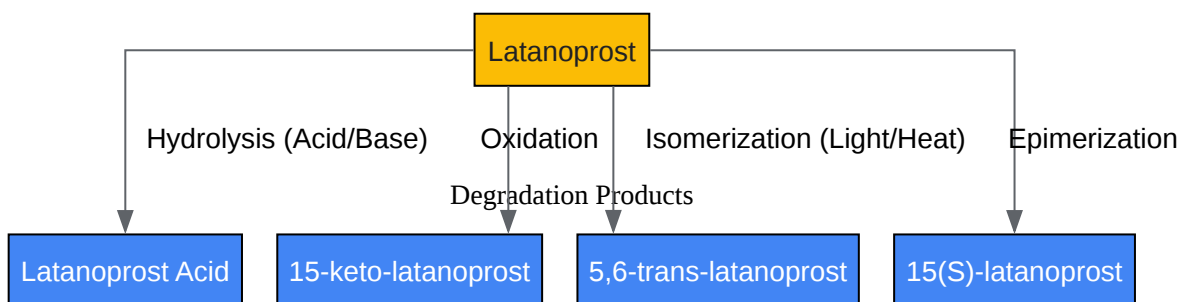 Latanoprost
Hydrolysis (Acid/Base)
Oxidation
Isomerization (Light/Heat)
Epimerization
Degradation Products
Latanoprost Acid
15-keto-latanoprost
5,6-trans-latanoprost
15(S)-latanoprost